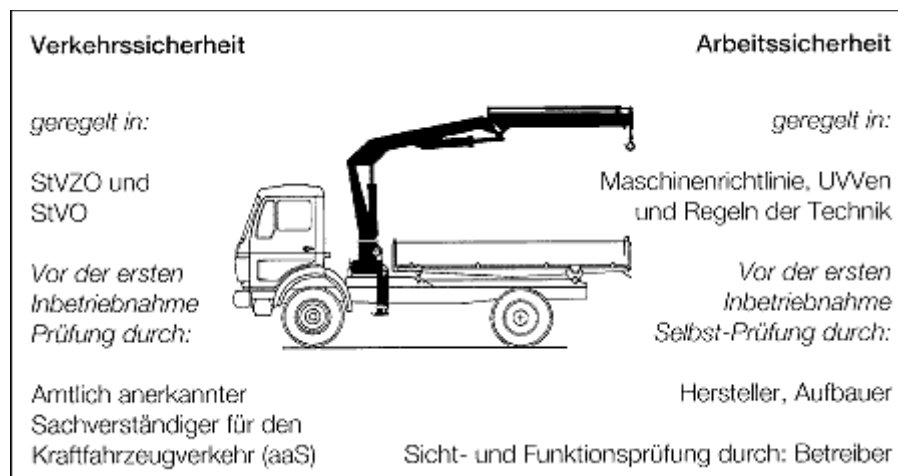 Verkehrssicherheit
Arbeitssicherheit
geregelt in:
geregelt in:
StVZO und
StVO
Maschinenrichtlinie, UVVen
und Regeln der Technik
Vor der ersten
Inbetriebnahme
Prüfung durch:
Vor der ersten
Inbetriebnahme
Selbst-Prüfung durch:
Amtlich anerkannter
Sachverständiger für den
Kraftfahrzeugverkehr (aaS)
Hersteller, Aufbauer
Sicht- und Funktionsprüfung durch: Betreiber